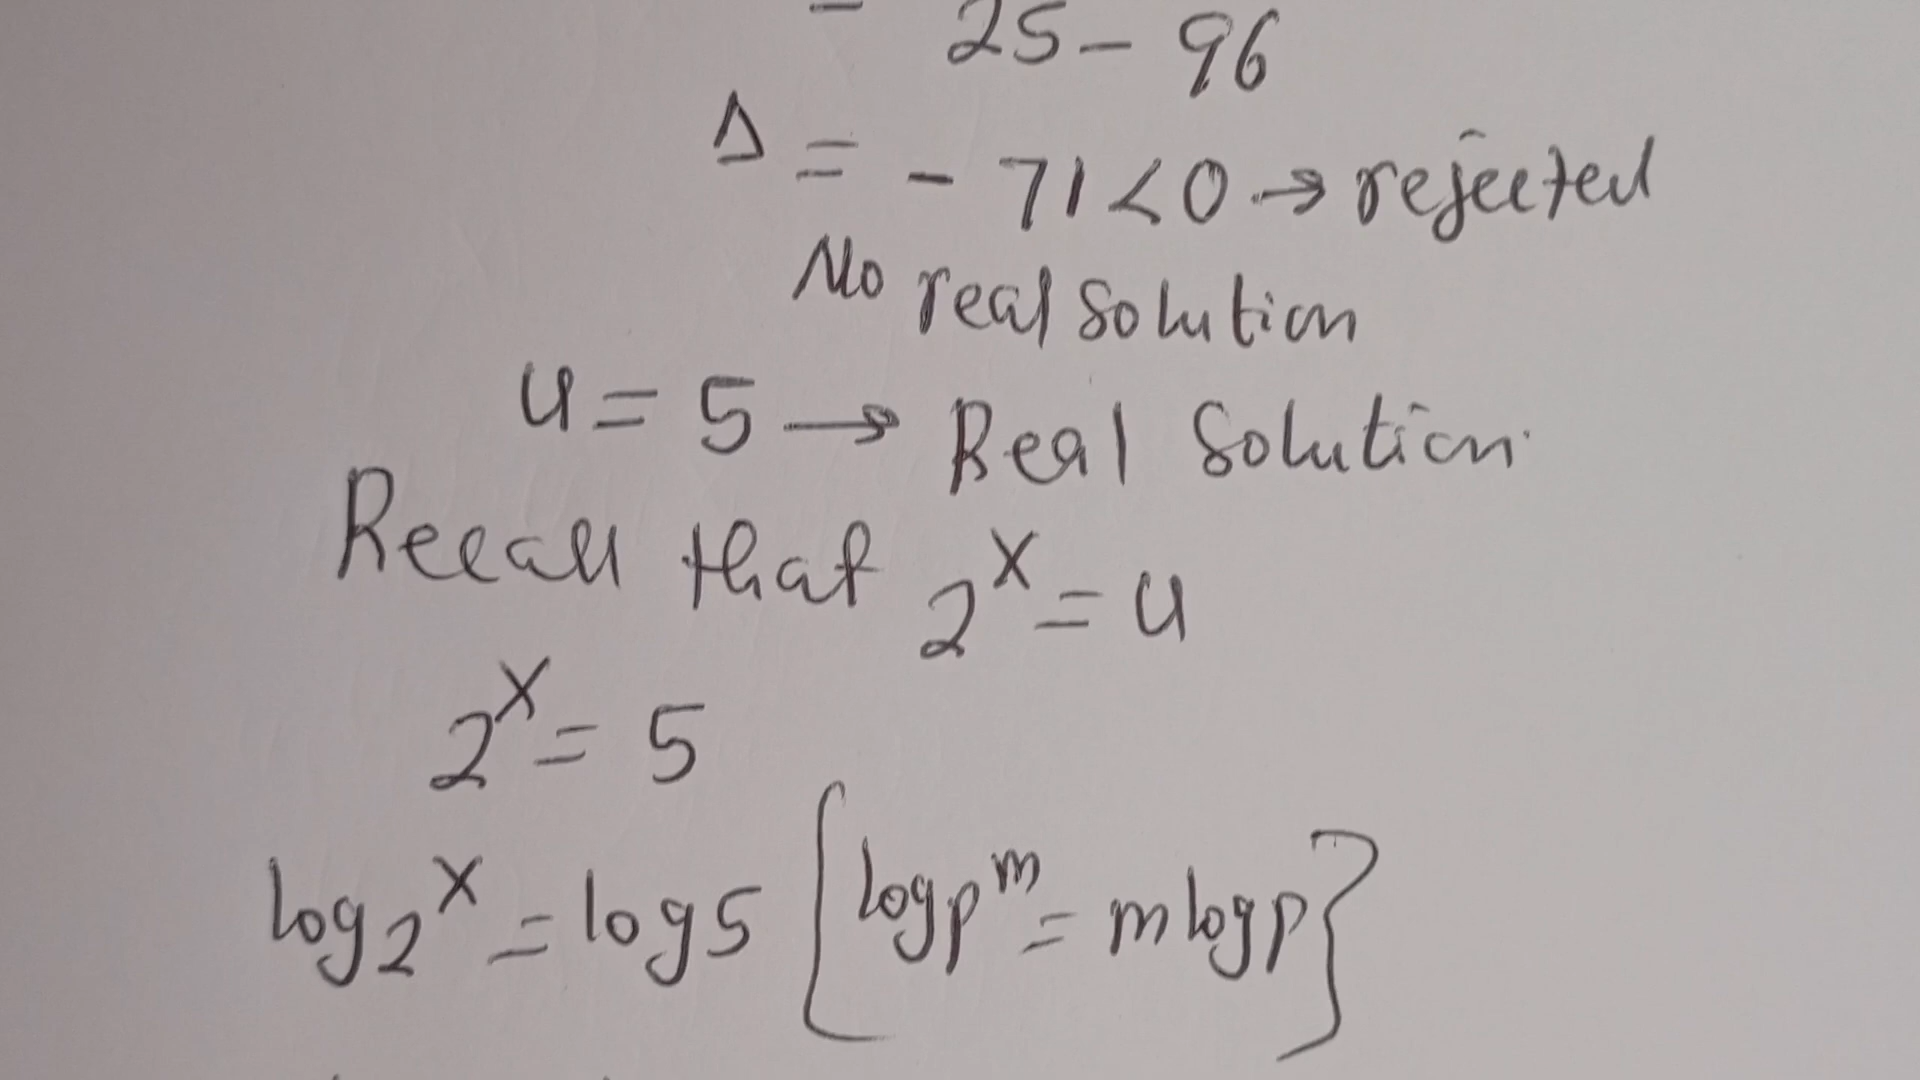 = 25 - 96
Δ = - 71 < 0 → rejected
No real solution
u = 5 → Real solution.
Recall that 2^x = u
2^x = 5
log 2^x = log 5 [log p^m = m log p}